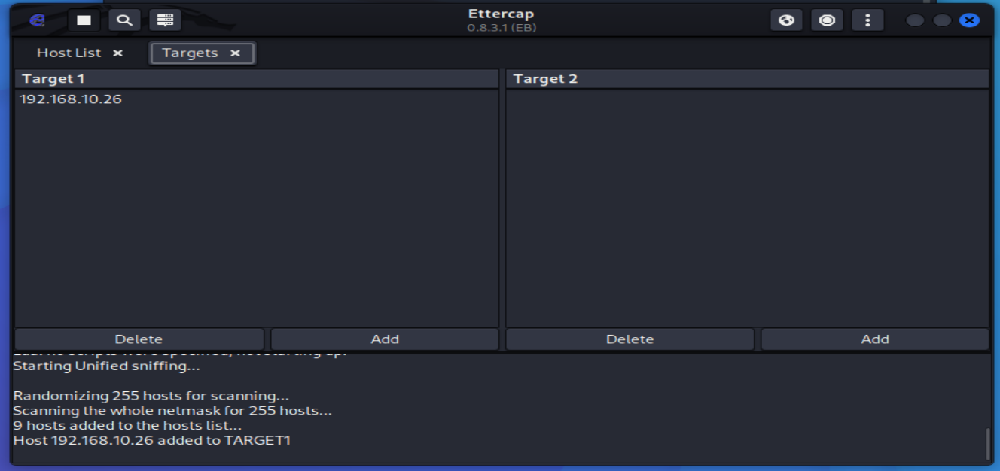 Ettercap
0.8.3.1 (EB)
Host List ×
Targets ×
Target 1
Target 2
192.168.10.26
Delete
Add
Delete
Add
Starting Unified sniffing...
Randomizing 255 hosts for scanning...
Scanning the whole netmask for 255 hosts...
9 hosts added to the hosts list...
Host 192.168.10.26 added to TARGET1